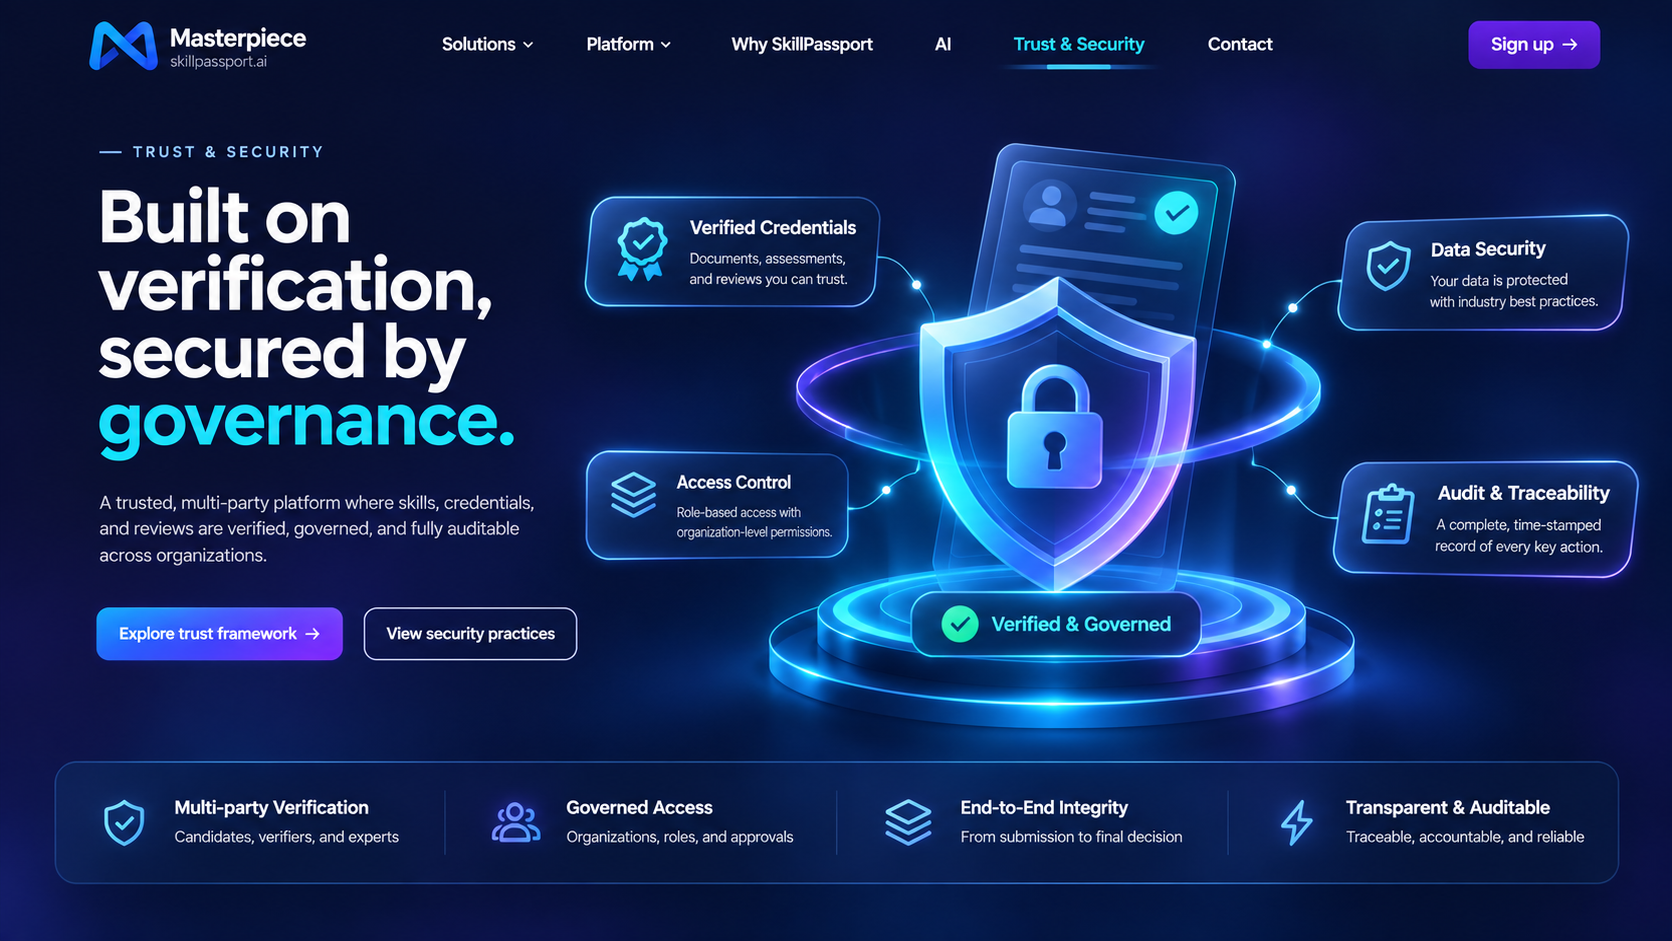 Masterpiece
skillpassport.ai
Solutions
Platform
Why SkillPassport
AI
Trust & Security
Contact
Sign up →
— TRUST & SECURITY
Built on
verification,
secured by
governance.
A trusted, multi-party platform where skills, credentials,
and reviews are verified, governed, and fully auditable
across organizations.
Explore trust framework →
View security practices
Verified Credentials
Documents, assessments,
and reviews you can trust.
Data Security
Your data is protected
with industry best practices.
Access Control
Role-based access with
organization-level permissions.
Audit & Traceability
A complete, time-stamped
record of every key action.
Verified & Governed
Multi-party Verification
Candidates, verifiers, and experts
Governed Access
Organizations, roles, and approvals
End-to-End Integrity
From submission to final decision
Transparent & Auditable
Traceable, accountable, and reliable